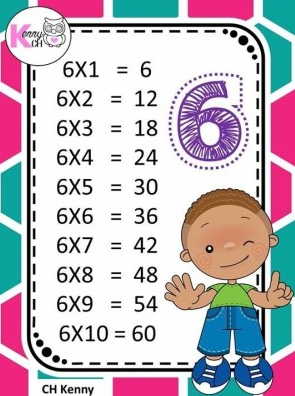 Kenny
CH
6X1 = 6
6X2 = 12
6X3 = 18
6X4 = 24
6X5 = 30
6X6 = 36
6X7 = 42
6X8 = 48
6X9 = 54
6X10 = 60
6
CH Kenny